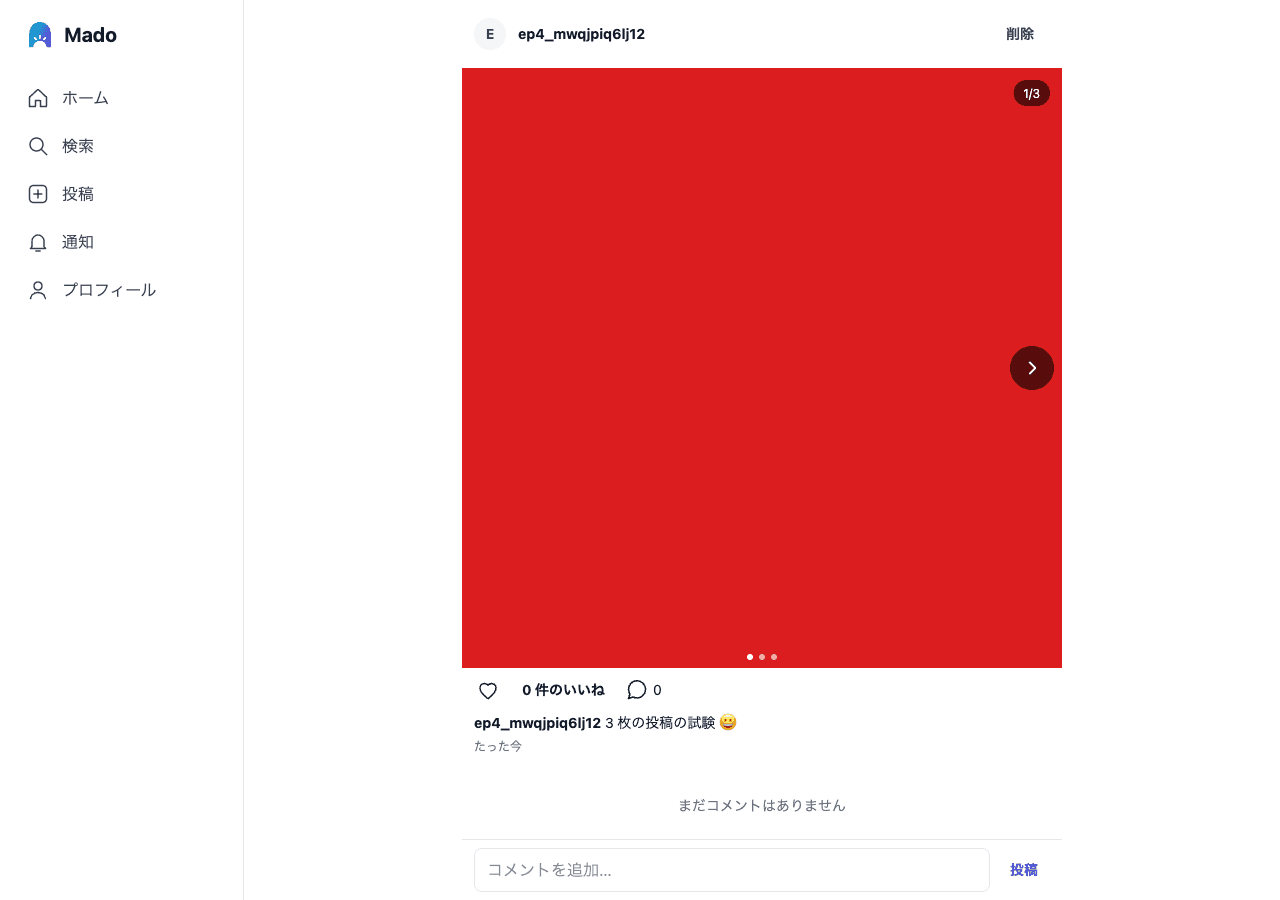 Mado
ホーム
検索
投稿
通知
プロフィール
E ep4_mwqjpiq6lj12 削除
1/3
0 件のいいね 0
ep4_mwqjpiq6lj12 3 枚の投稿の試験 😀
たった今
まだコメントはありません
コメントを追加... 投稿